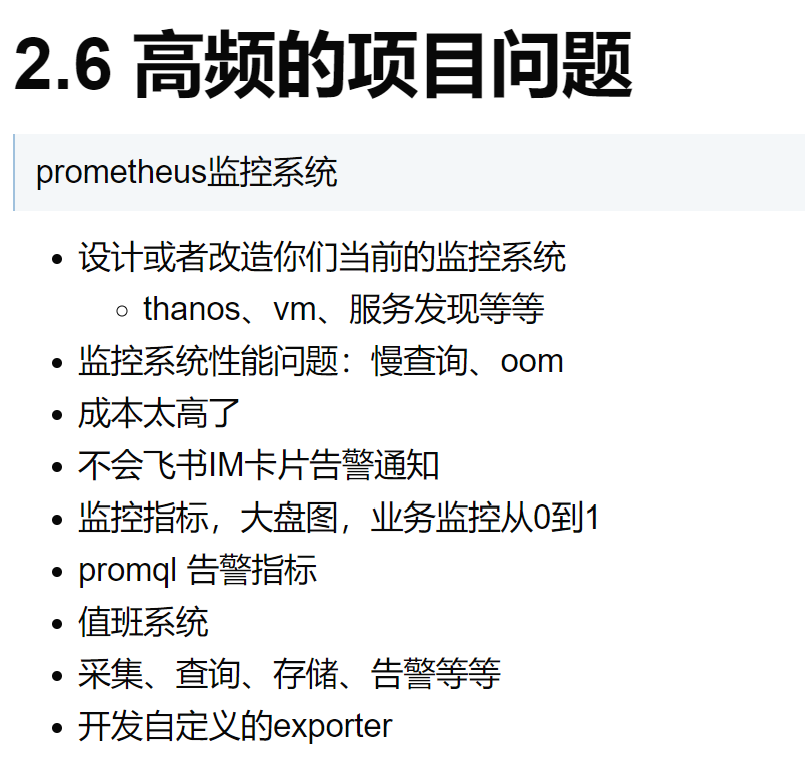 2.6 高频的项目问题
prometheus监控系统
设计或者改造你们当前的监控系统
thanos、vm、服务发现等等
监控系统性能问题：慢查询、oom
成本太高了
不会飞书IM卡片告警通知
监控指标，大盘图，业务监控从0到1
promql 告警指标
值班系统
采集、查询、存储、告警等等
开发自定义的exporter